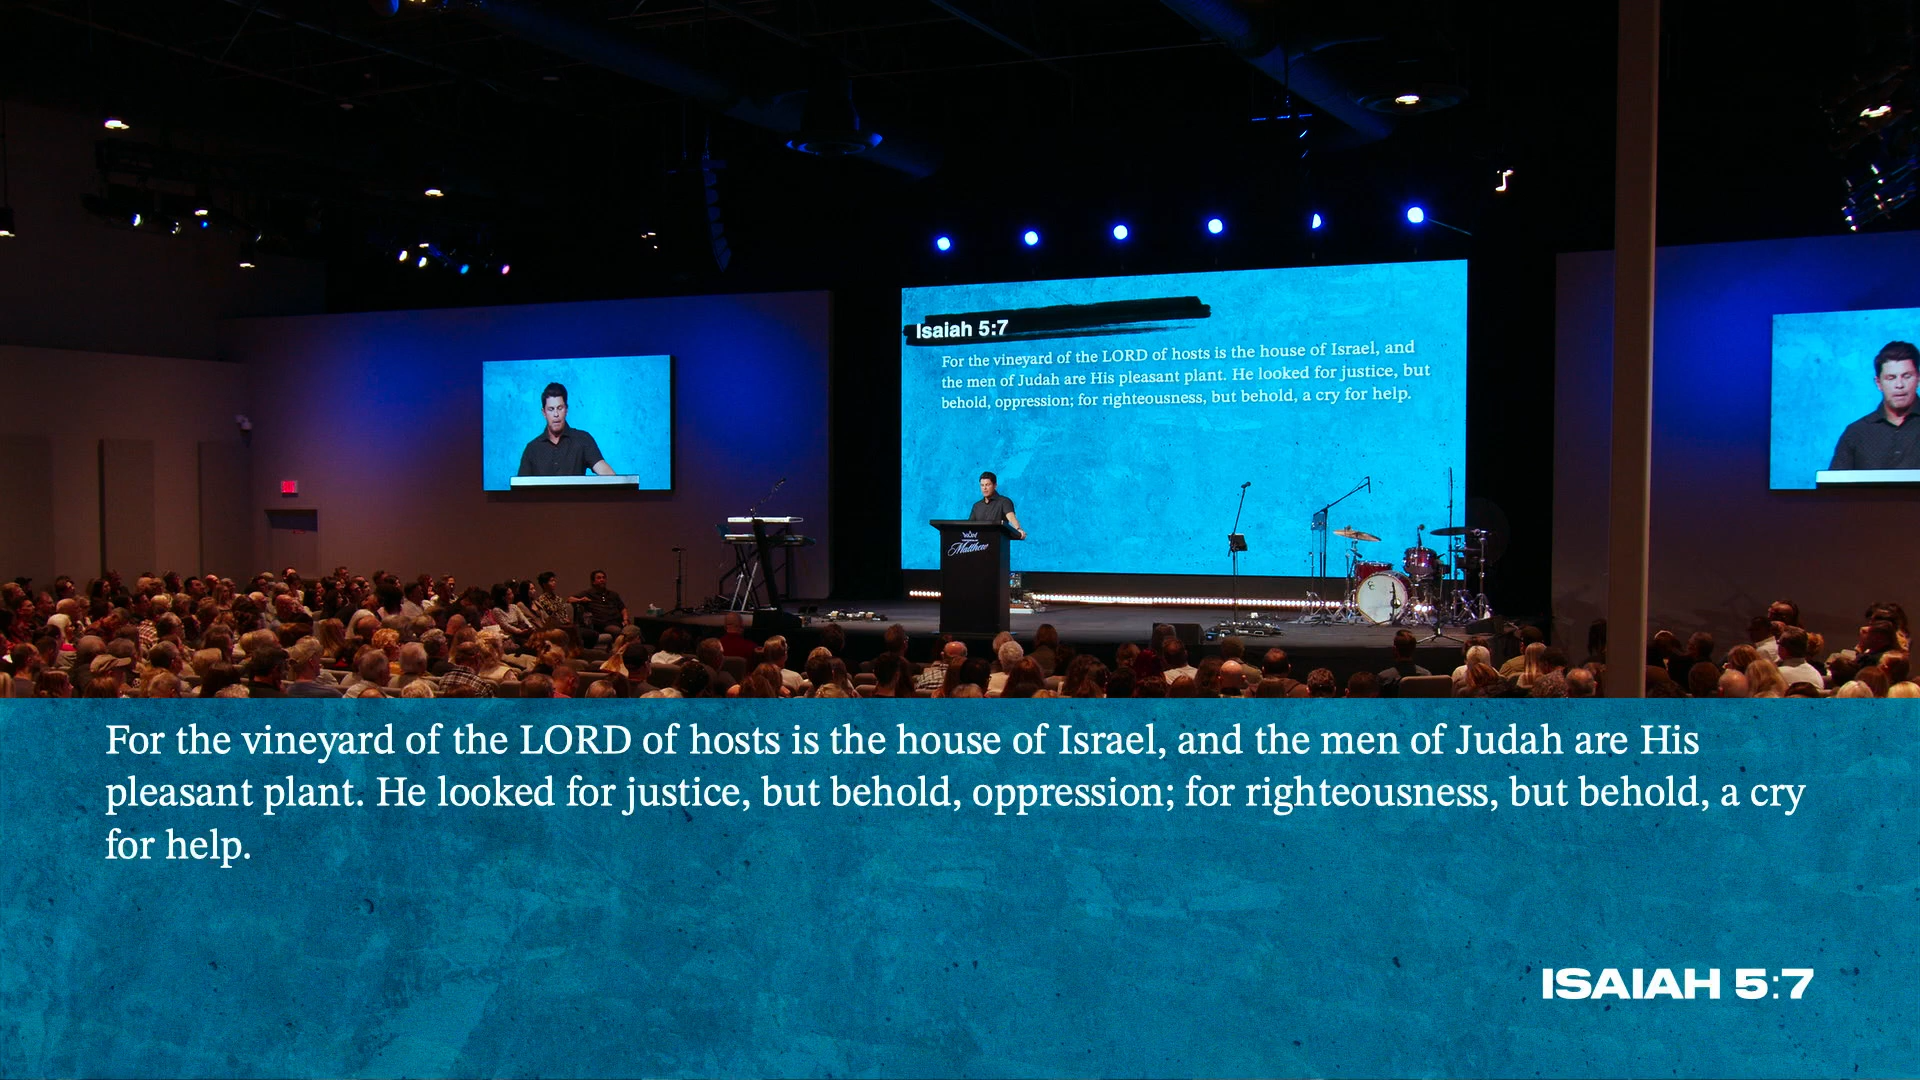 Isaiah 5:7
For the vineyard of the LORD of hosts is the house of Israel, and
the men of Judah are His pleasant plant. He looked for justice, but
behold, oppression; for righteousness, but behold, a cry for help.
Matthew
For the vineyard of the LORD of hosts is the house of Israel, and the men of Judah are His
pleasant plant. He looked for justice, but behold, oppression; for righteousness, but behold, a cry
for help.
ISAIAH 5:7